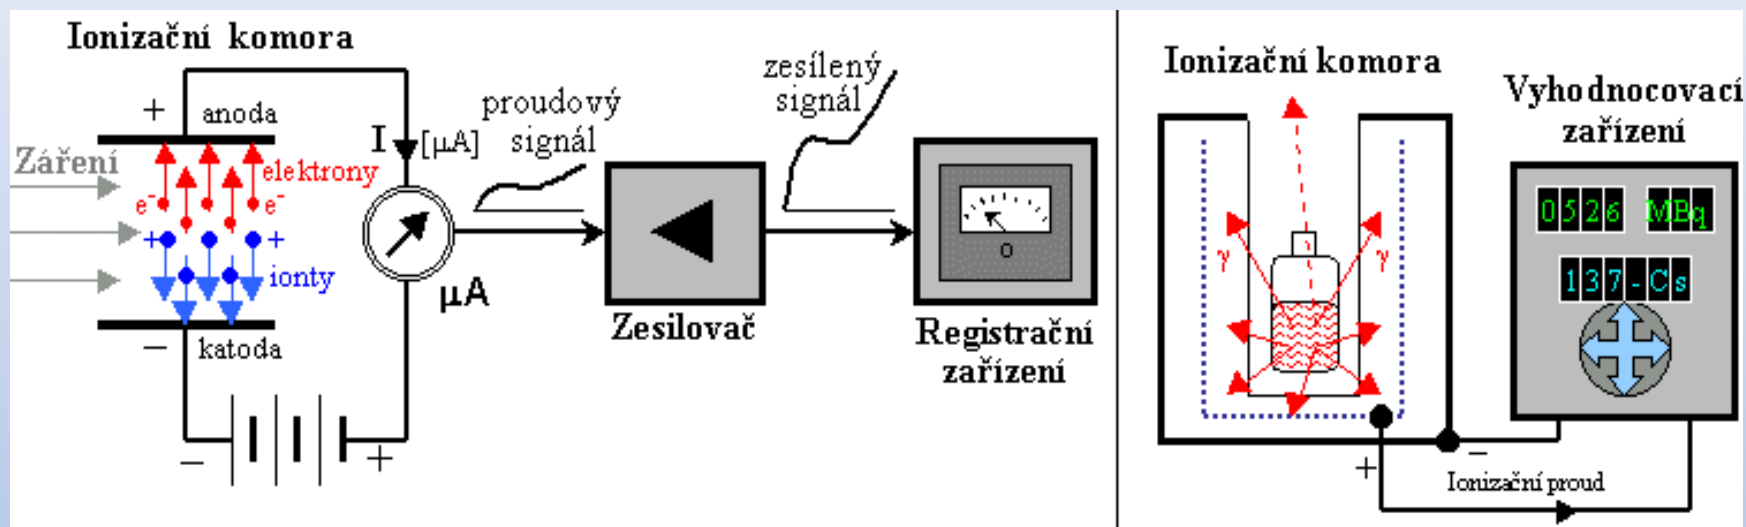 Ionizační komora
+
anoda
Záření
elektrony
e⁻
e⁻
+
+
ionty
−
katoda
−
+
I
[μA]
μA
proudový
signál
Zesilovač
zesílený
signál
0
Registrační
zařízení
Ionizační komora
γ
γ
+
−
Ionizační proud
Vyhodnocovací
zařízení
0526 MBq
137-Cs